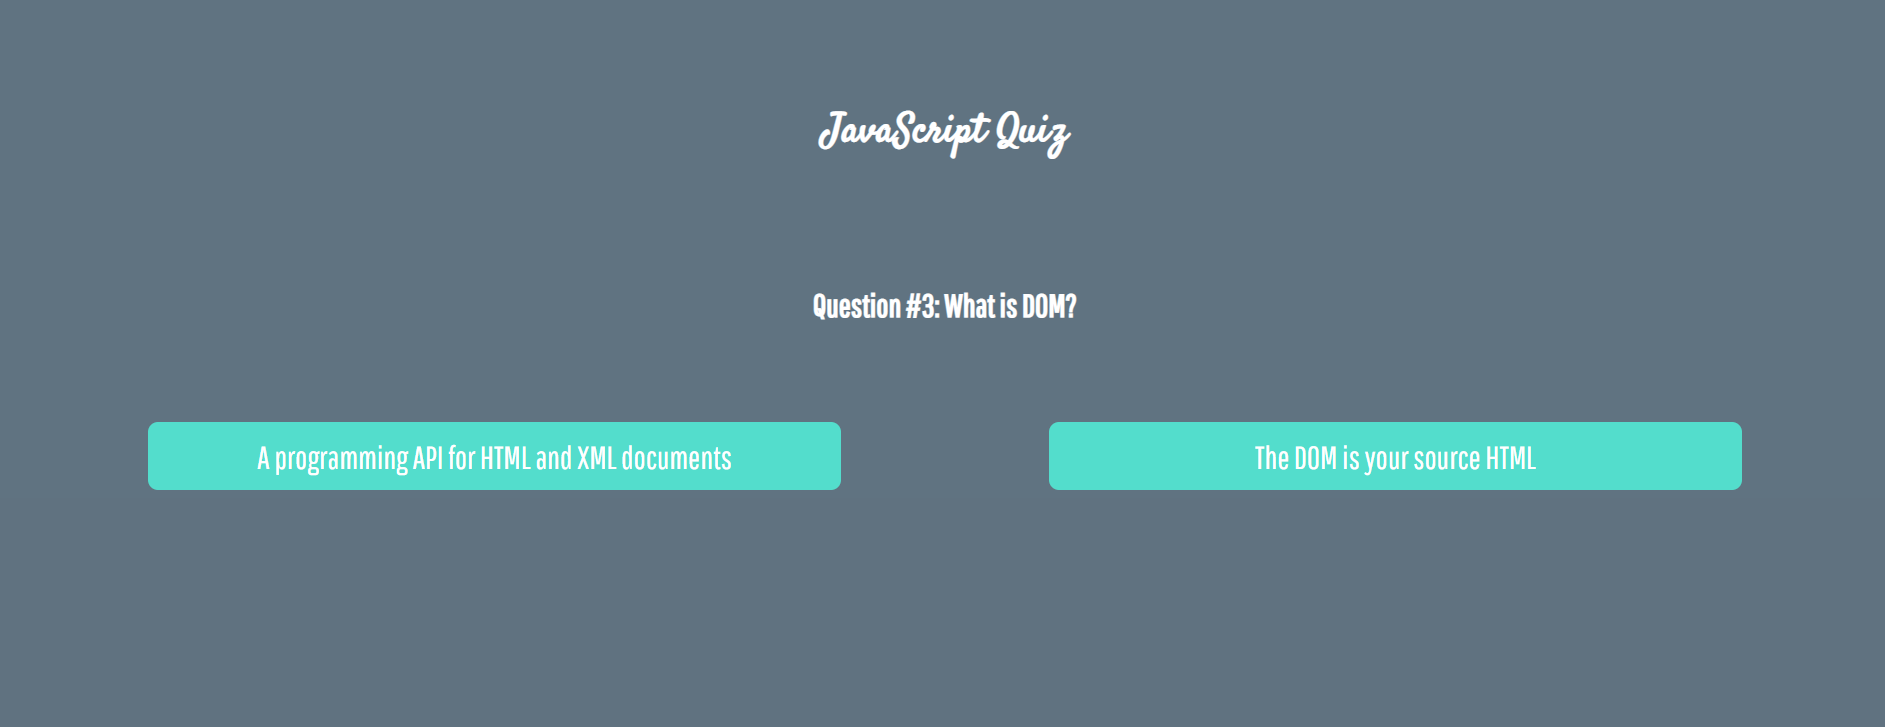 JavaScript Quiz
Question #3: What is DOM?
A programming API for HTML and XML documents
The DOM is your source HTML